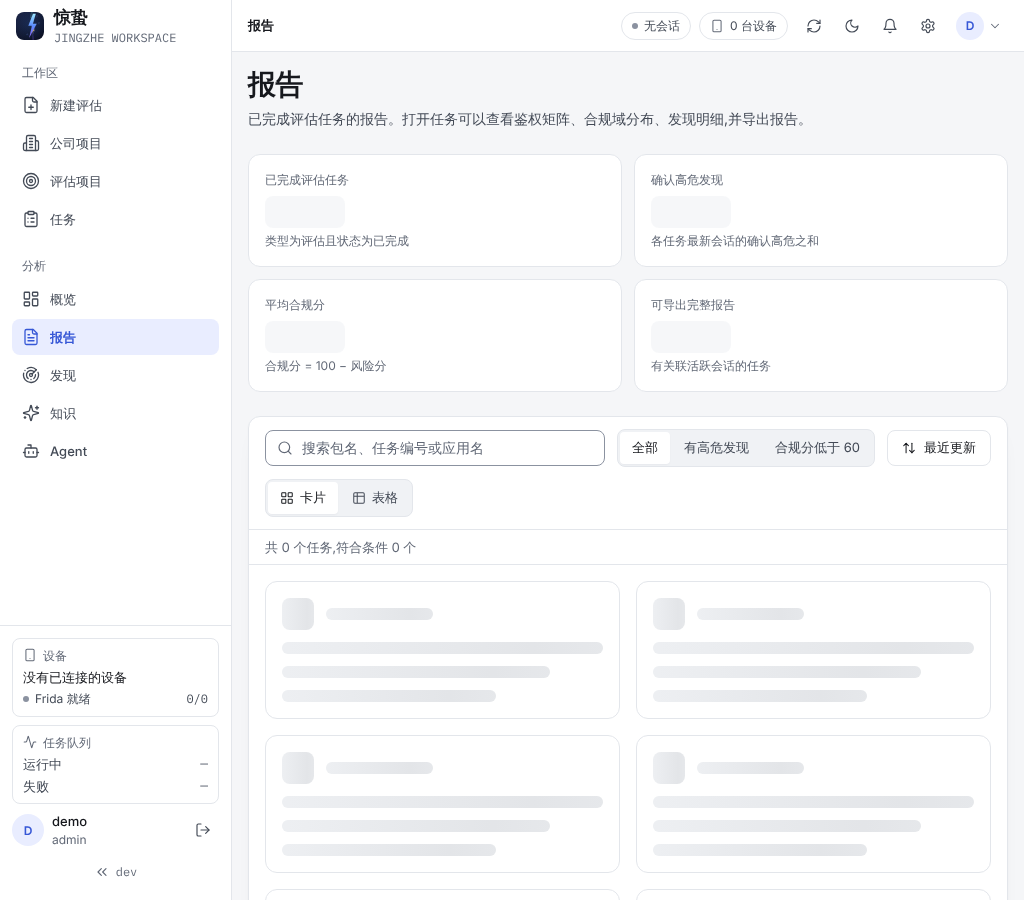 惊蛰
JINGZHE WORKSPACE
工作区
新建评估
公司项目
评估项目
任务
分析
概览
报告
发现
知识
Agent
设备
没有已连接的设备
Frida 就绪 0/0
任务队列
运行中 —
失败 —
D demo
admin
dev
报告 无会话 0 台设备 D
报告
已完成评估任务的报告。打开任务可以查看鉴权矩阵、合规域分布、发现明细,并导出报告。
已完成评估任务
类型为评估且状态为已完成
确认高危发现
各任务最新会话的确认高危之和
平均合规分
合规分 = 100 − 风险分
可导出完整报告
有关联活跃会话的任务
搜索包名、任务编号或应用名 全部 有高危发现 合规分低于 60 最近更新
卡片 表格
共 0 个任务,符合条件 0 个